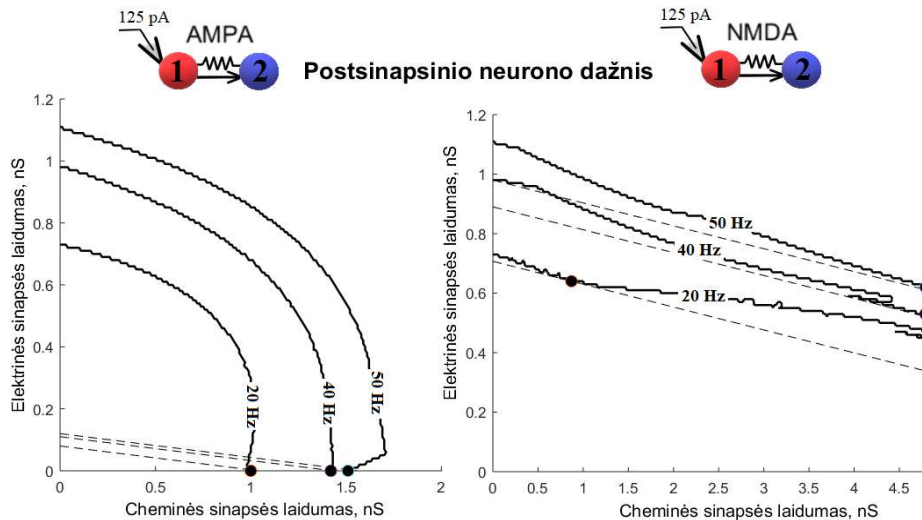 125 pA
AMPA
1
2
Postsinapsinio neurono dažnis
125 pA
NMDA
1
2
Elektrinės sinapsės laidumas, nS
1.2
1
0.8
0.6
0.4
0.2
0
20 Hz
40 Hz
50 Hz
0
0.5
1
1.5
2
Cheminės sinapsės laidumas, nS
Elektrinės sinapsės laidumas, nS
1.2
1
0.8
0.6
0.4
0.2
0
50 Hz
40 Hz
20 Hz
0
0.5
1
1.5
2
2.5
3
3.5
4
4.5
Cheminės sinapsės laidumas, nS